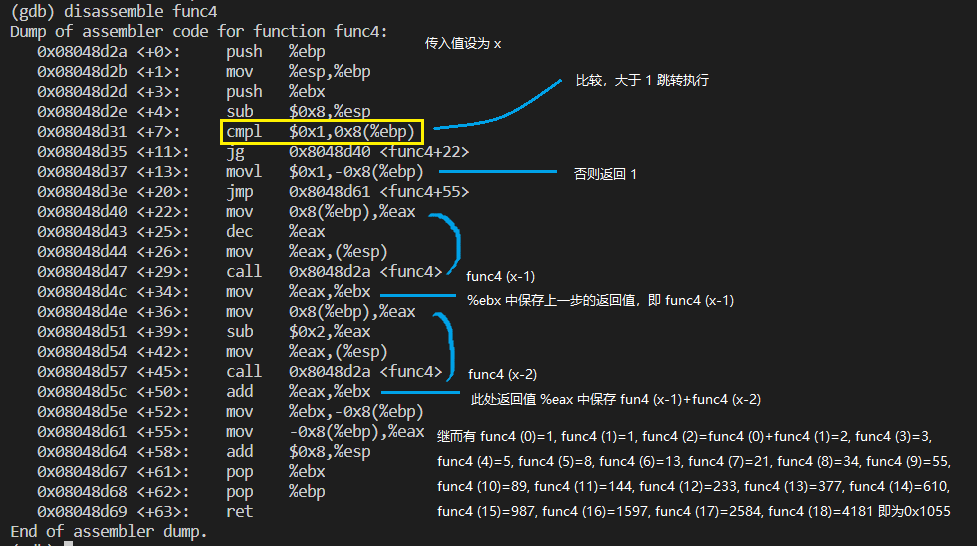 (gdb) disassemble func4
Dump of assembler code for function func4:
传入值设为 x
0x08048d2a <+0>: push %ebp
0x08048d2b <+1>: mov %esp,%ebp
比较，大于 1 跳转执行
0x08048d2d <+3>: push %ebx
0x08048d2e <+4>: sub $0x8,%esp
0x08048d31 <+7>: cmpl $0x1,0x8(%ebp)
0x08048d35 <+11>: jg 0x8048d40 <func4+22>
0x08048d37 <+13>: movl $0x1,-0x8(%ebp)
否则返回 1
0x08048d3e <+20>: jmp 0x8048d61 <func4+55>
0x08048d40 <+22>: mov 0x8(%ebp),%eax
0x08048d43 <+25>: dec %eax
0x08048d44 <+26>: mov %eax,(%esp)
0x08048d47 <+29>: call 0x8048d2a <func4>
func4 (x-1)
0x08048d4c <+34>: mov %eax,%ebx
%ebx 中保存上一步的返回值，即 func4 (x-1)
0x08048d4e <+36>: mov 0x8(%ebp),%eax
0x08048d51 <+39>: sub $0x2,%eax
0x08048d54 <+42>: mov %eax,(%esp)
0x08048d57 <+45>: call 0x8048d2a <func4>
func4 (x-2)
0x08048d5c <+50>: add %eax,%ebx
此处返回值 %eax 中保存 fun4 (x-1)+func4 (x-2)
0x08048d5e <+52>: mov %ebx,-0x8(%ebp)
0x08048d61 <+55>: mov -0x8(%ebp),%eax
0x08048d64 <+58>: add $0x8,%esp
0x08048d67 <+61>: pop %ebx
0x08048d68 <+62>: pop %ebp
0x08048d69 <+63>: ret
继而有 func4 (0)=1, func4 (1)=1, func4 (2)=func4 (0)+func4 (1)=2, func4 (3)=3,
func4 (4)=5, func4 (5)=8, func4 (6)=13, func4 (7)=21, func4 (8)=34, func4 (9)=55,
func4 (10)=89, func4 (11)=144, func4 (12)=233, func4 (13)=377, func4 (14)=610,
func4 (15)=987, func4 (16)=1597, func4 (17)=2584, func4 (18)=4181 即为0x1055
End of assembler dump.